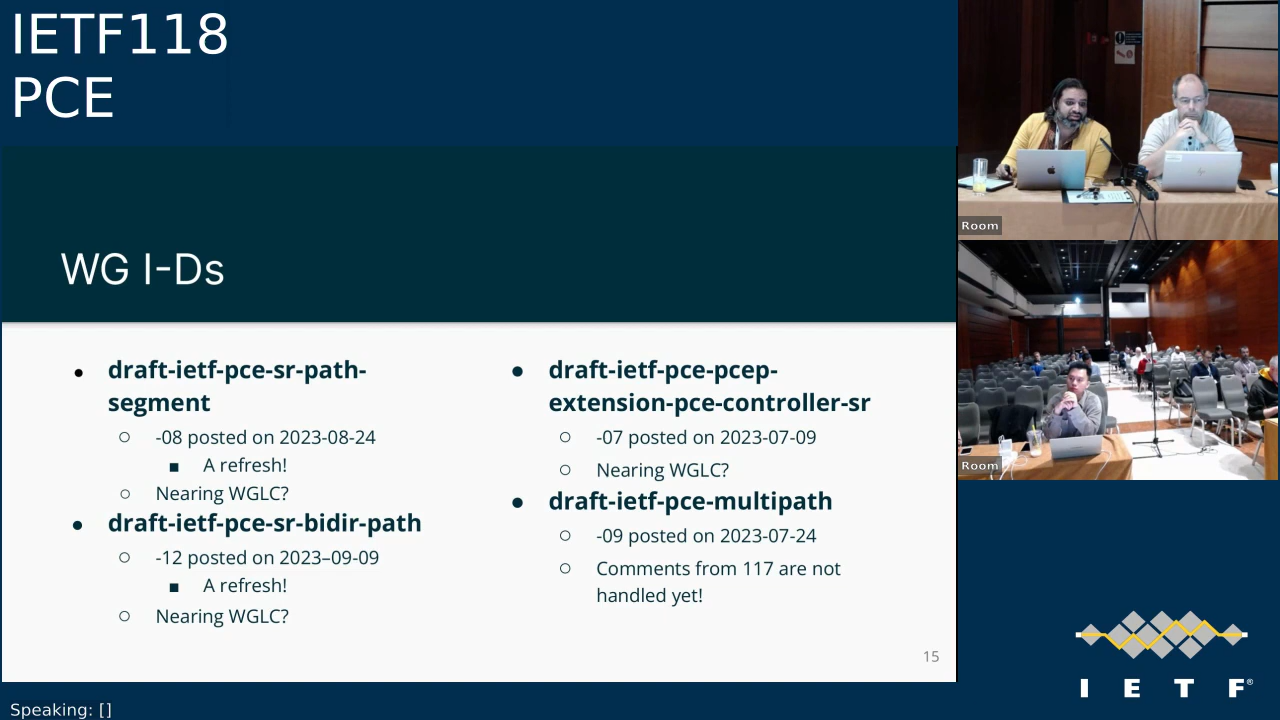 IETF118
PCE
WG I-Ds
● draft-ietf-pce-sr-path-
segment
○ -08 posted on 2023-08-24
■ A refresh!
○ Nearing WGLC?
● draft-ietf-pce-sr-bidir-path
○ -12 posted on 2023–09-09
■ A refresh!
○ Nearing WGLC?
● draft-ietf-pce-pcep-
extension-pce-controller-sr
○ -07 posted on 2023-07-09
○ Nearing WGLC?
● draft-ietf-pce-multipath
○ -09 posted on 2023-07-24
○ Comments from 117 are not
handled yet!
15
Room
Room
I E T F®
Speaking: []